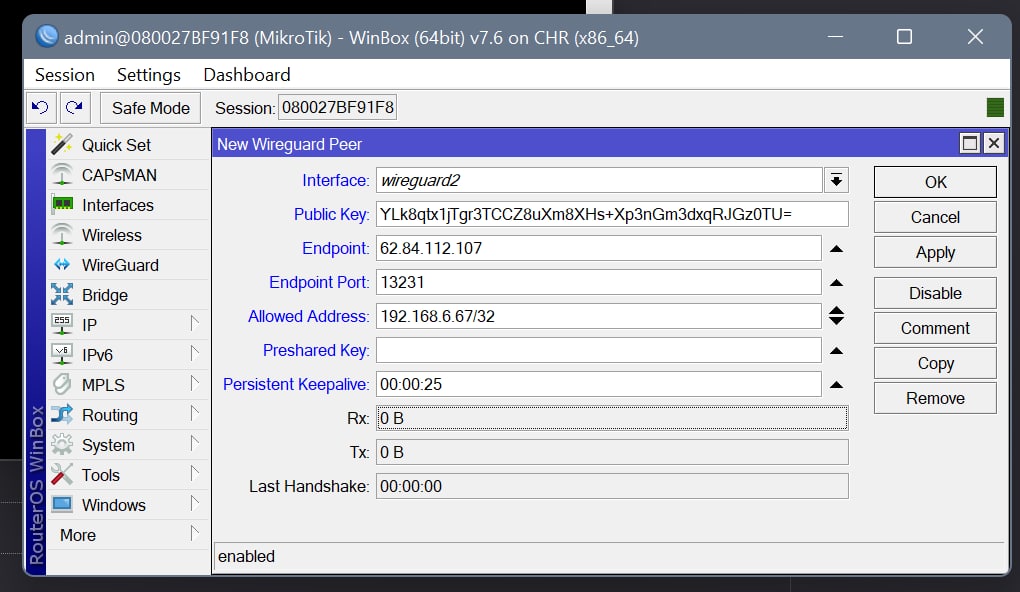 admin@080027BF91F8 (MikroTik) - WinBox (64bit) v7.6 on CHR (x86_64)
Session Settings Dashboard
Safe Mode Session: 080027BF91F8
RouterOS WinBox
Quick Set
CAPsMAN
Interfaces
Wireless
WireGuard
Bridge
255
IP
v6
IPv6
MPLS
Routing
System
Tools
Windows
More
New Wireguard Peer
Interface: wireguard2
Public Key: YLk8qtx1jTgr3TCCZ8uXm8XHs+Xp3nGm3dxqRJGz0TU=
Endpoint: 62.84.112.107
Endpoint Port: 13231
Allowed Address: 192.168.6.67/32
Preshared Key:
Persistent Keepalive: 00:00:25
Rx: 0 B
Tx: 0 B
Last Handshake: 00:00:00
OK
Cancel
Apply
Disable
Comment
Copy
Remove
enabled